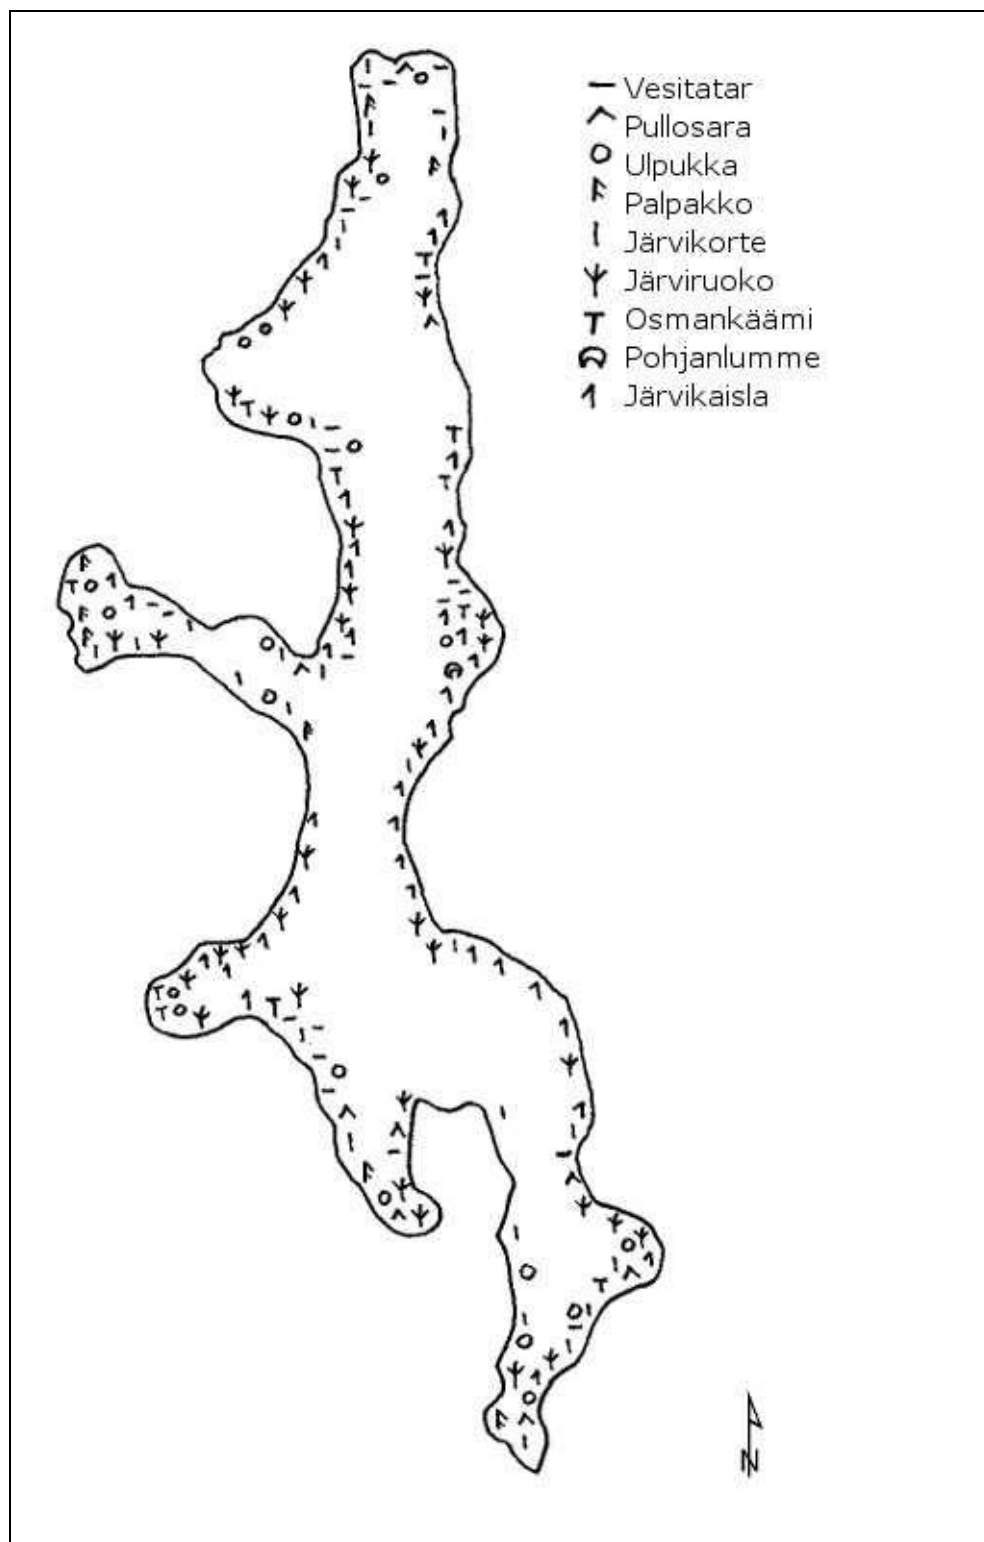 Vesitatar
Pullosara
Ulpukka
Palpakko
Järvikorte
Järviruoko
Osmankäämi
Pohjanlumme
Järvikaisla
N